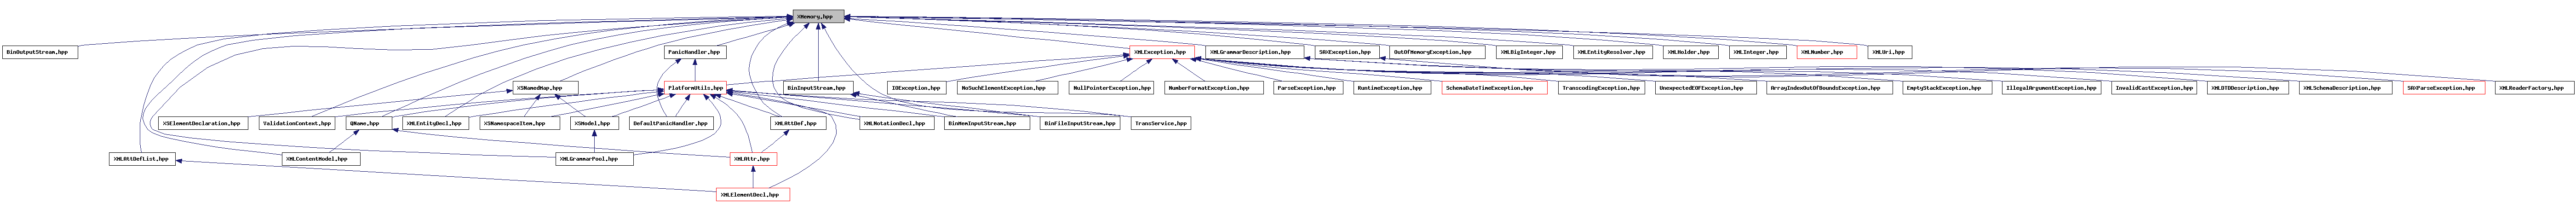 XMemory.hpp
BinOutputStream.hpp
PanicHandler.hpp
XMLException.hpp
XMLGrammarDescription.hpp
SAXException.hpp
OutOfMemoryException.hpp
XMLBigInteger.hpp
XMLEntityResolver.hpp
XMLHolder.hpp
XMLInteger.hpp
XMLNumber.hpp
XMLUri.hpp
XSNamedMap.hpp
PlatformUtils.hpp
BinInputStream.hpp
IOException.hpp
NoSuchElementException.hpp
NullPointerException.hpp
NumberFormatException.hpp
ParseException.hpp
RuntimeException.hpp
SchemaDateTimeException.hpp
TranscodingException.hpp
UnexpectedEOFException.hpp
ArrayIndexOutOfBoundsException.hpp
EmptyStackException.hpp
IllegalArgumentException.hpp
InvalidCastException.hpp
XMLDTDDescription.hpp
XMLSchemaDescription.hpp
SAXParseException.hpp
XMLReaderFactory.hpp
XSElementDeclaration.hpp
ValidationContext.hpp
QName.hpp
XMLEntityDecl.hpp
XSNamespaceItem.hpp
XSModel.hpp
DefaultPanicHandler.hpp
XMLAttDef.hpp
XMLNotationDecl.hpp
BinMemInputStream.hpp
BinFileInputStream.hpp
TransService.hpp
XMLAttDefList.hpp
XMLContentModel.hpp
XMLGrammarPool.hpp
XMLAttr.hpp
XMLElementDecl.hpp